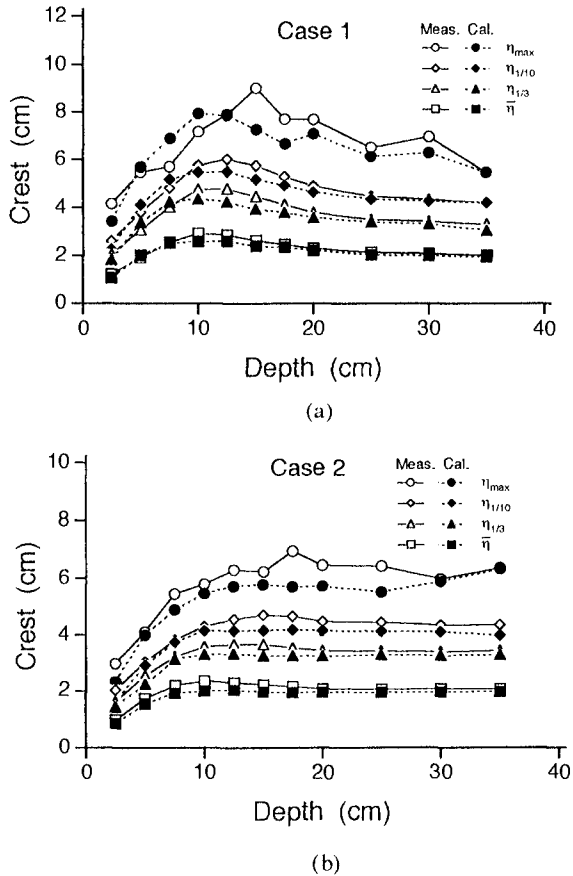 Case 1
Meas. Cal.
ηmax
η1/10
η1/3
η̅
12
10
8
6
4
2
0
Crest (cm)
0 10 20 30 40
Depth (cm)
(a)
Case 2
Meas. Cal.
ηmax
η1/10
η1/3
η̅
10
8
6
4
2
0
Crest (cm)
0 10 20 30 40
Depth (cm)
(b)